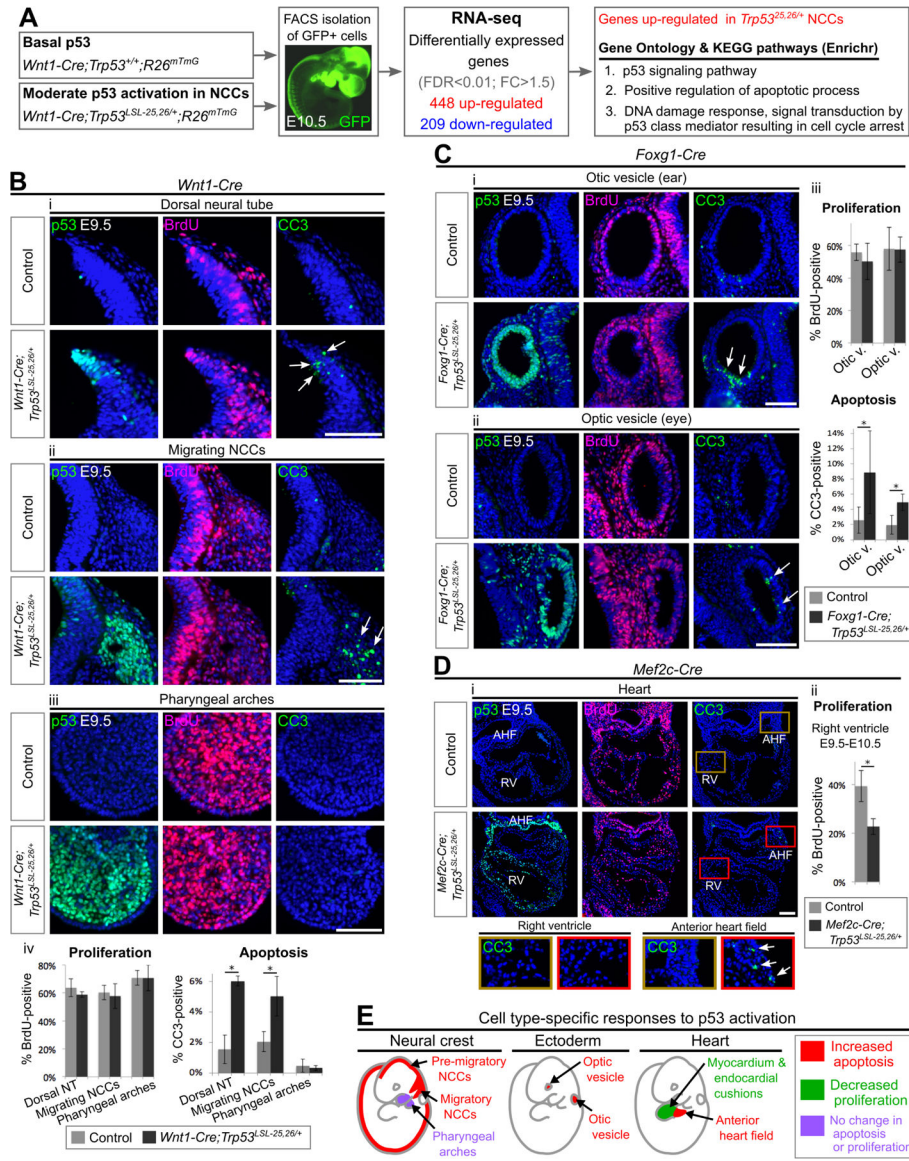 A
Basal p53
Wnt1-Cre;Trp53+/+;R26mTmG
Moderate p53 activation in NCCs
Wnt1-Cre;Trp53LSL-25,26/+;R26mTmG
FACS isolation
of GFP+ cells
E10.5 GFP
RNA-seq
Differentially expressed
genes
(FDR<0.01; FC>1.5)
448 up-regulated
209 down-regulated
Genes up-regulated in Trp5325,26/+ NCCs
Gene Ontology & KEGG pathways (Enrichr)
1. p53 signaling pathway
2. Positive regulation of apoptotic process
3. DNA damage response, signal transduction by
p53 class mediator resulting in cell cycle arrest
B
Wnt1-Cre
i
Dorsal neural tube
p53 E9.5
BrdU
CC3
Control
Wnt1-Cre;
Trp53LSL-25,26/+
ii
Migrating NCCs
p53 E9.5
BrdU
CC3
Control
Wnt1-Cre;
Trp53LSL-25,26/+
iii
Pharyngeal arches
p53 E9.5
BrdU
CC3
Control
Wnt1-Cre;
Trp53LSL-25,26/+
iv
Proliferation
% BrdU-positive
80%
60%
40%
20%
0%
Dorsal NT
Migrating NCCs
Pharyngeal arches
Apoptosis
% CC3-positive
6%
4%
2%
0%
*
*
Dorsal NT
Migrating NCCs
Pharyngeal arches
Control
Wnt1-Cre;Trp53LSL-25,26/+
C
Foxg1-Cre
i
Otic vesicle (ear)
p53 E9.5
BrdU
CC3
Control
Foxg1-Cre;
Trp53LSL-25,26/+
ii
Optic vesicle (eye)
p53 E9.5
BrdU
CC3
Control
Foxg1-Cre;
Trp53LSL-25,26/+
iii
Proliferation
% BrdU-positive
60%
40%
20%
0%
Otic v.
Optic v.
Apoptosis
% CC3-positive
14%
12%
10%
8%
6%
4%
2%
0%
*
*
Otic v.
Optic v.
Control
Foxg1-Cre;
Trp53LSL-25,26/+
D
Mef2c-Cre
i
Heart
p53 E9.5
BrdU
CC3
AHF
RV
AHF
RV
Control
AHF
RV
AHF
RV
Mef2c-Cre;
Trp53LSL-25,26/+
Right ventricle
CC3
Anterior heart field
CC3
ii
Proliferation
Right ventricle
E9.5-E10.5
% BrdU-positive
40%
20%
0%
*
Control
Mef2c-Cre;
Trp53LSL-25,26/+
E
Cell type-specific responses to p53 activation
Neural crest
Pre-migratory
NCCs
Migratory
NCCs
Pharyngeal
arches
Ectoderm
Optic
vesicle
Otic
vesicle
Heart
Myocardium &
endocardial
cushions
Anterior
heart field
Increased
apoptosis
Decreased
proliferation
No change in
apoptosis
or proliferation